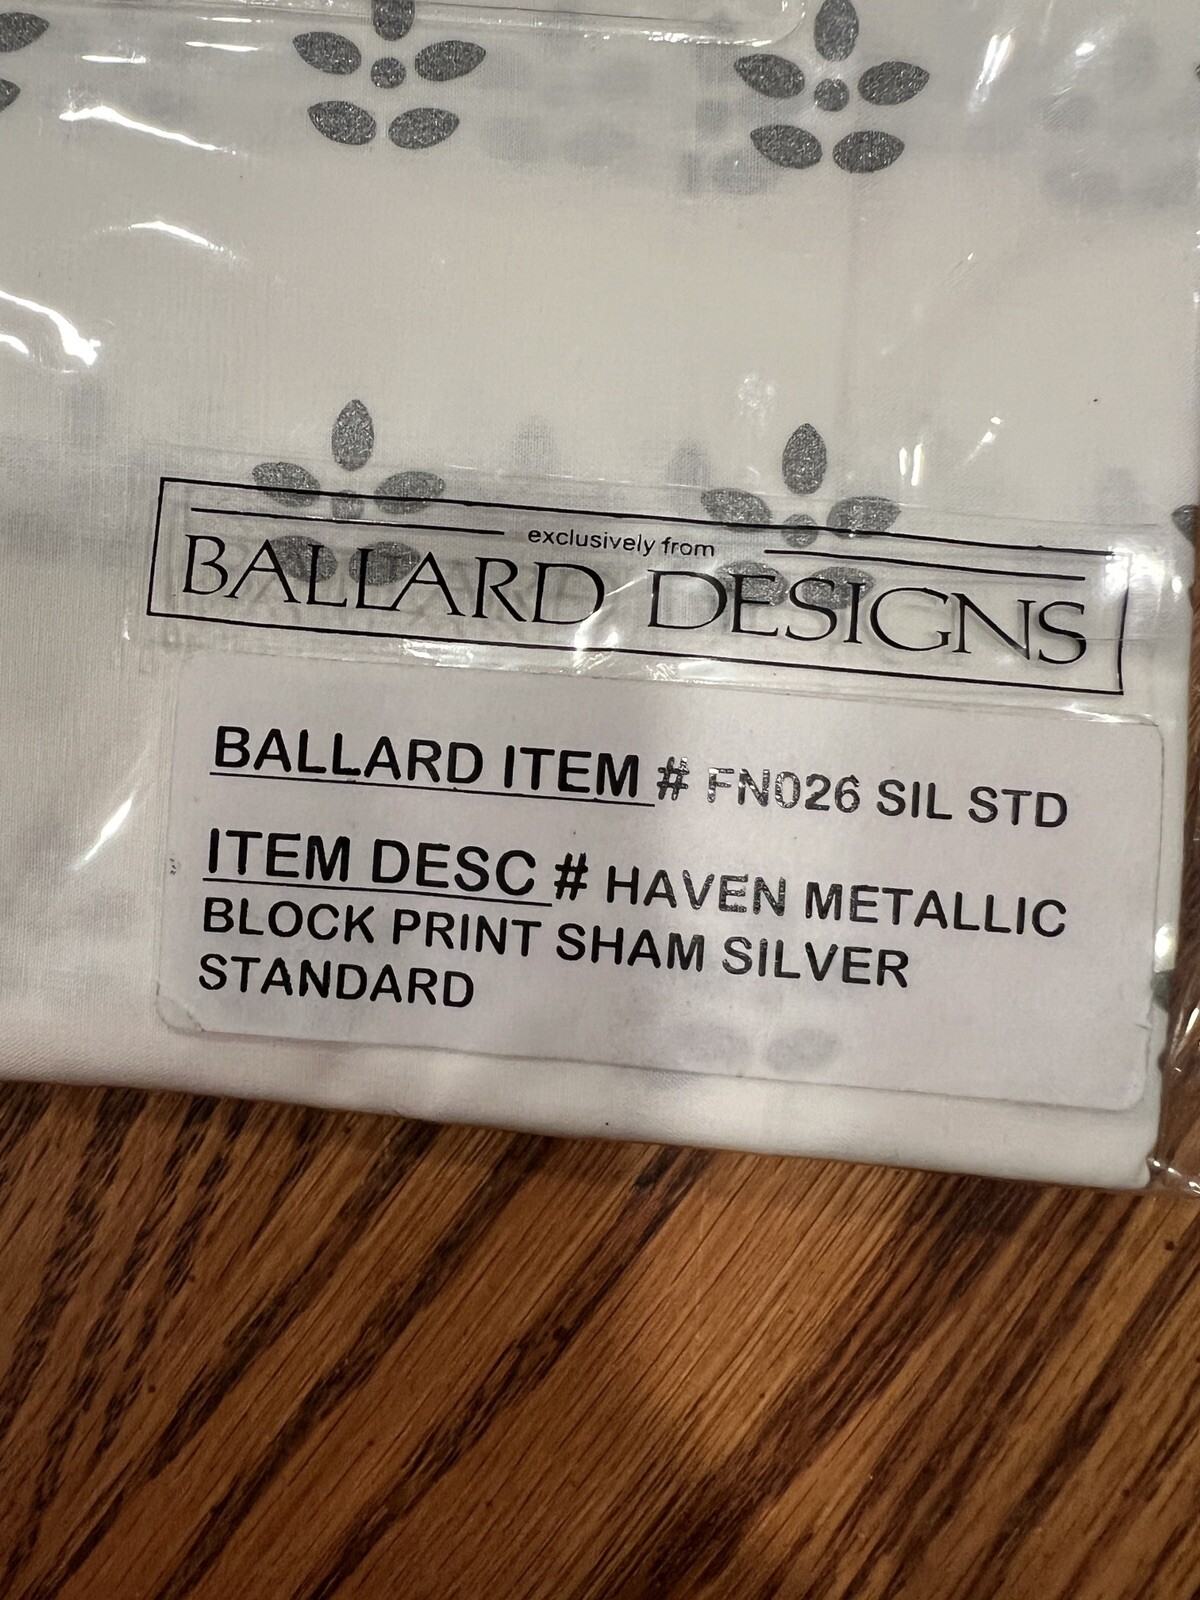 exclusively from
BALLARD DESIGNS
BALLARD ITEM # FN026 SIL STD
ITEM DESC # HAVEN METALLIC
BLOCK PRINT SHAM SILVER
STANDARD